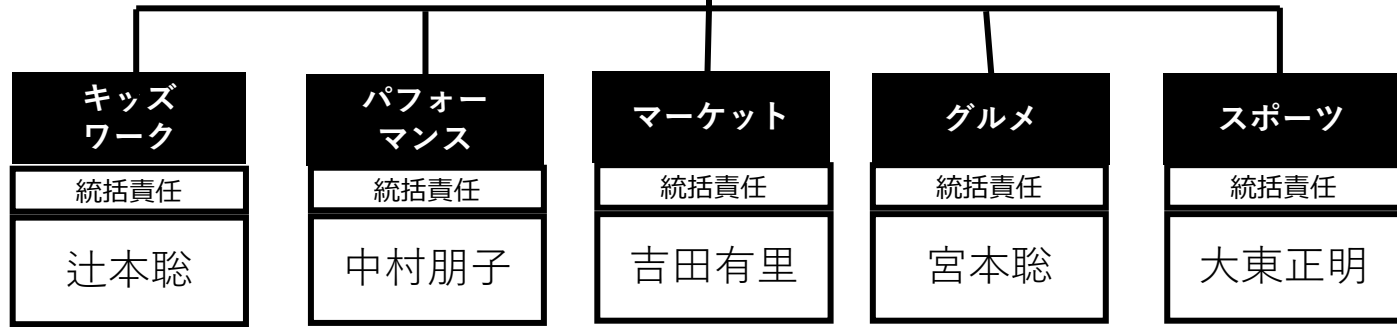 キッズ
ワーク
統括責任
辻本聡
パフォー
マンス
統括責任
中村朋子
マーケット
統括責任
吉田有里
グルメ
統括責任
宮本聡
スポーツ
統括責任
大東正明